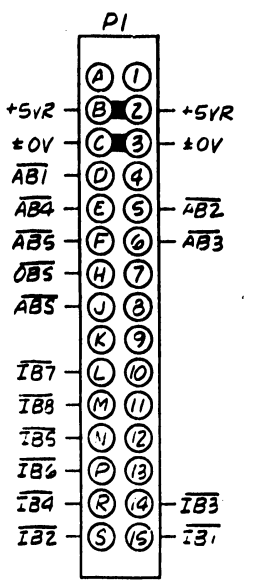 P1
A 1
+5VR B 2 +5VR
±0V C 3 ±0V
AB1 D 4
AB4 E 5 AB2
AB5 F 6 AB3
OBS H 7
ABS J 8
K 9
IB7 L 10
IB8 M 11
IB5 N 12
IB6 P 13
IB4 R 14 IB3
IB2 S 15 IB1